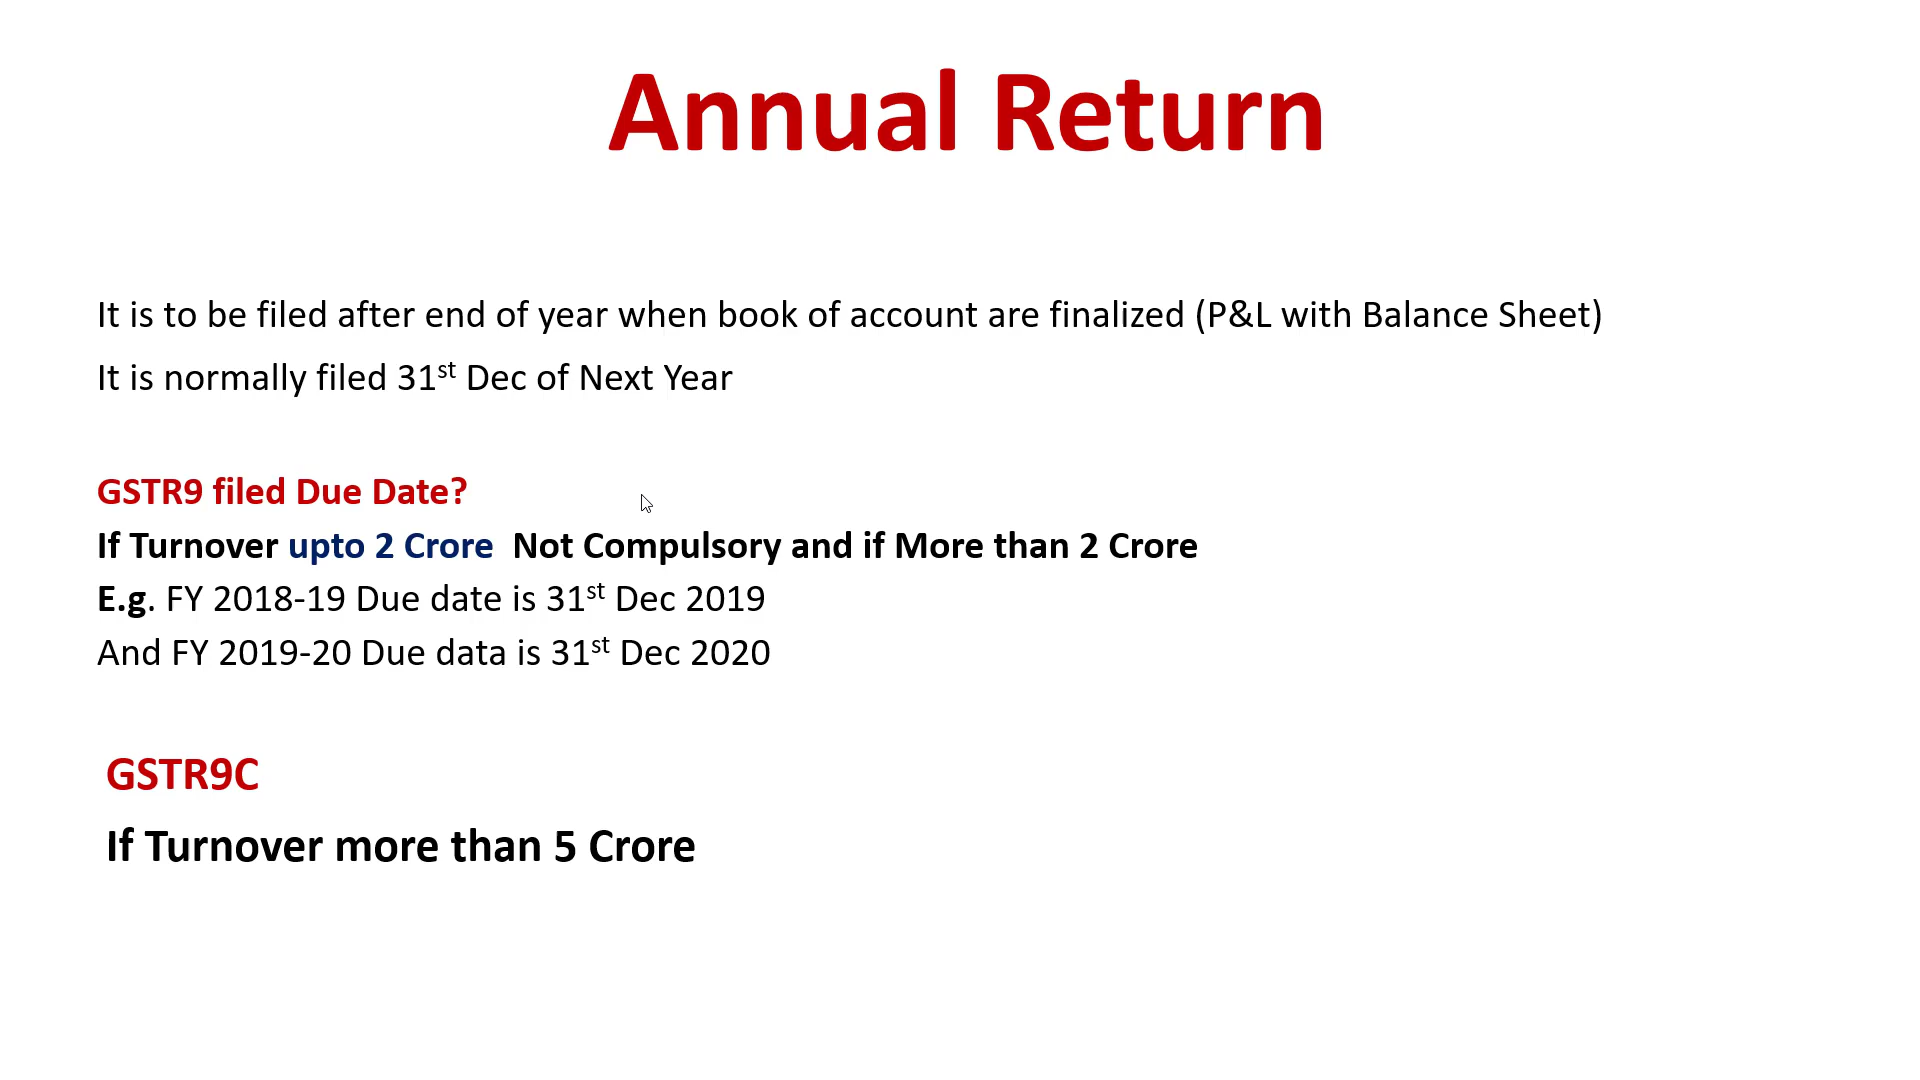 Annual Return
It is to be filed after end of year when book of account are finalized (P&L with Balance Sheet)
It is normally filed 31st Dec of Next Year
GSTR9 filed Due Date?
If Turnover upto 2 Crore  Not Compulsory and if More than 2 Crore
E.g. FY 2018-19 Due date is 31st Dec 2019
And FY 2019-20 Due data is 31st Dec 2020
GSTR9C
If Turnover more than 5 Crore